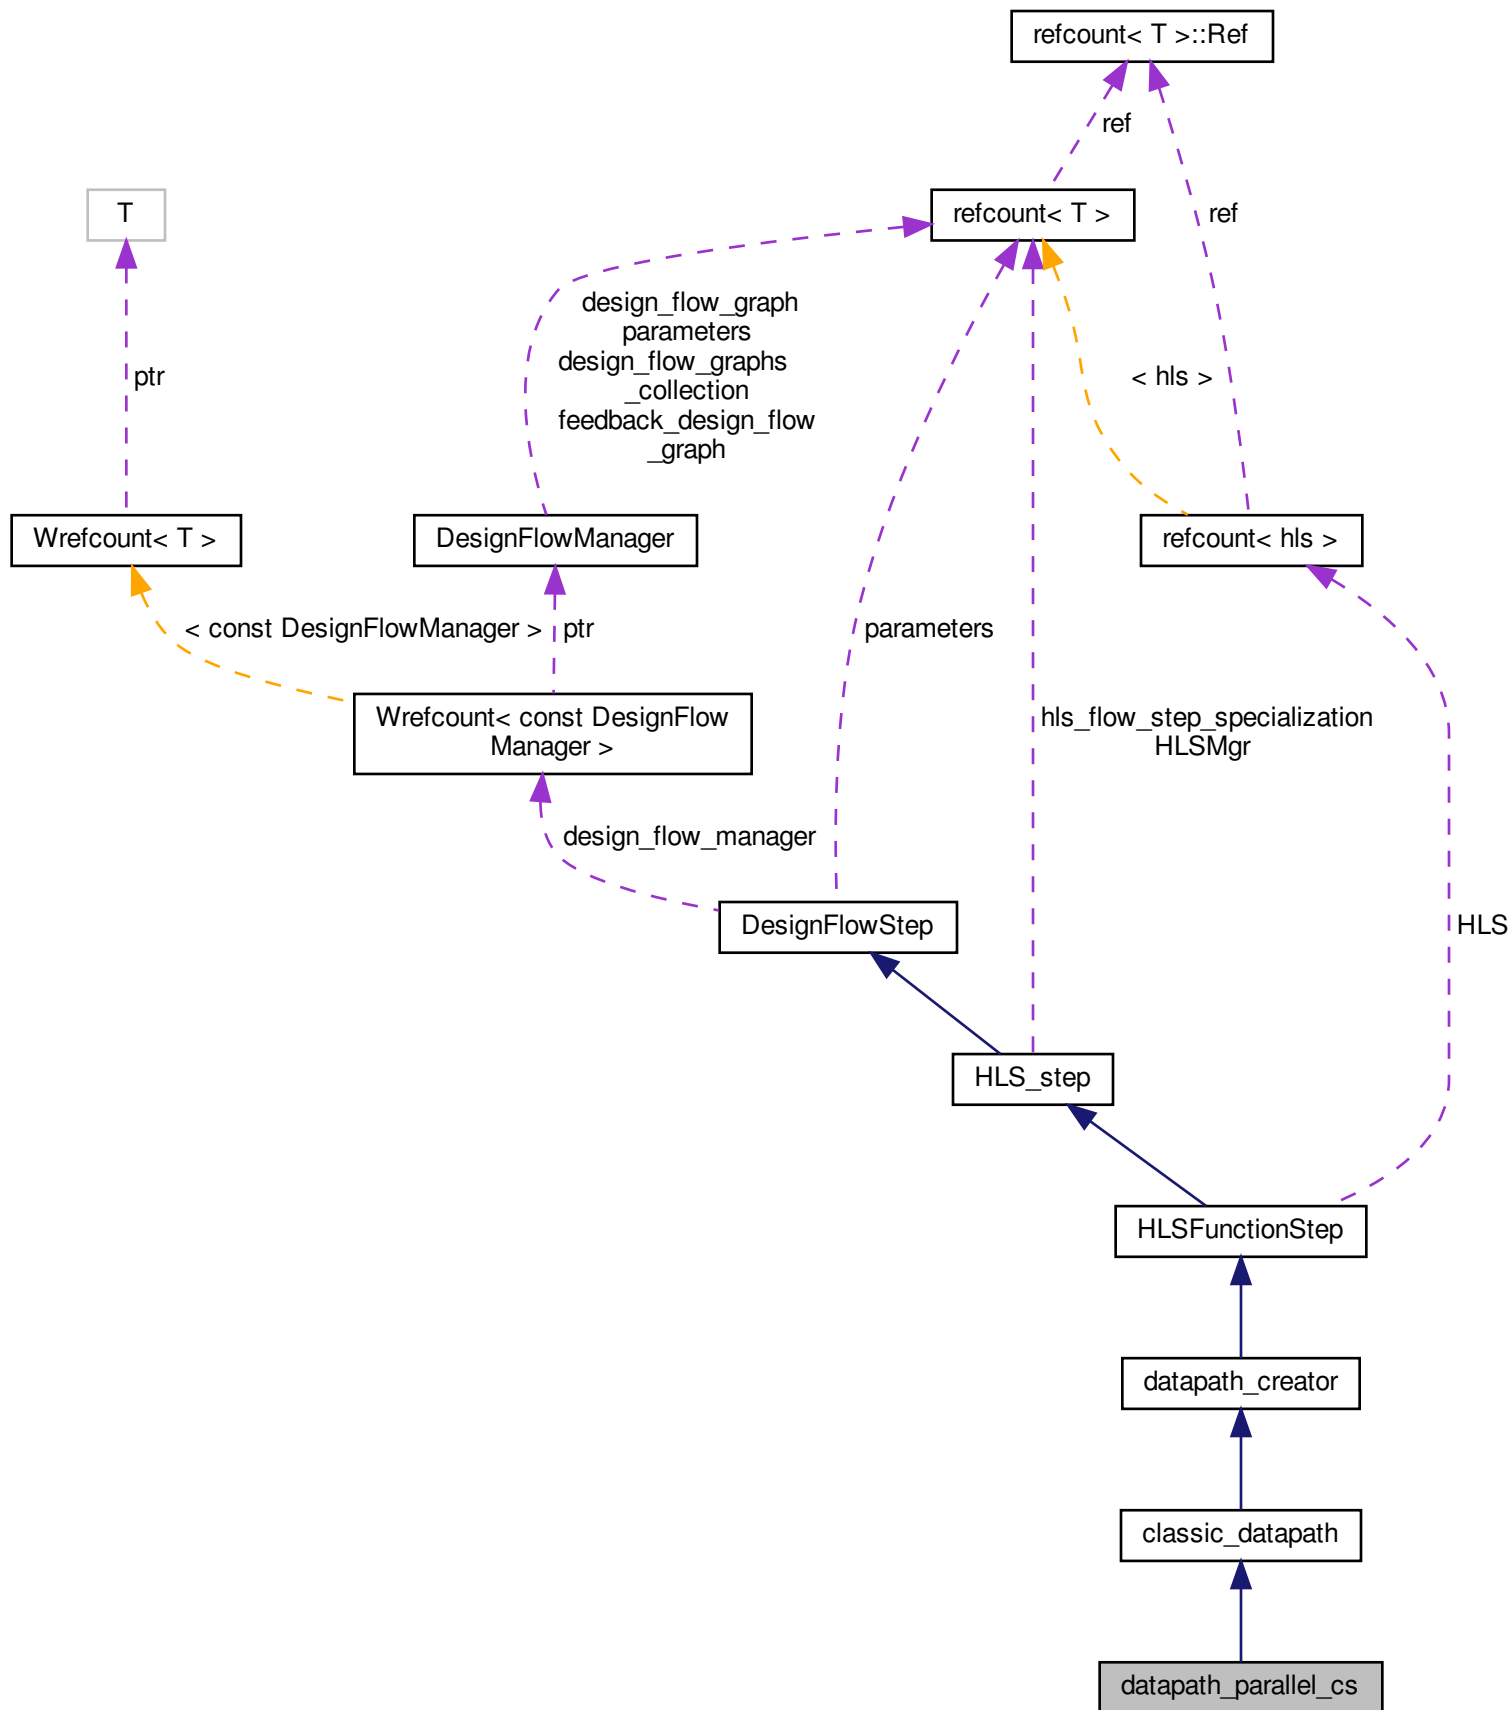 refcount< T >::Ref
ref
T
refcount< T >
ref
design_flow_graph
parameters
design_flow_graphs
_collection
feedback_design_flow
_graph
ptr
< hls >
Wrefcount< T >
DesignFlowManager
refcount< hls >
< const DesignFlowManager >
ptr
parameters
Wrefcount< const DesignFlow
Manager >
hls_flow_step_specialization
HLSMgr
design_flow_manager
DesignFlowStep
HLS
HLS_step
HLSFunctionStep
datapath_creator
classic_datapath
datapath_parallel_cs